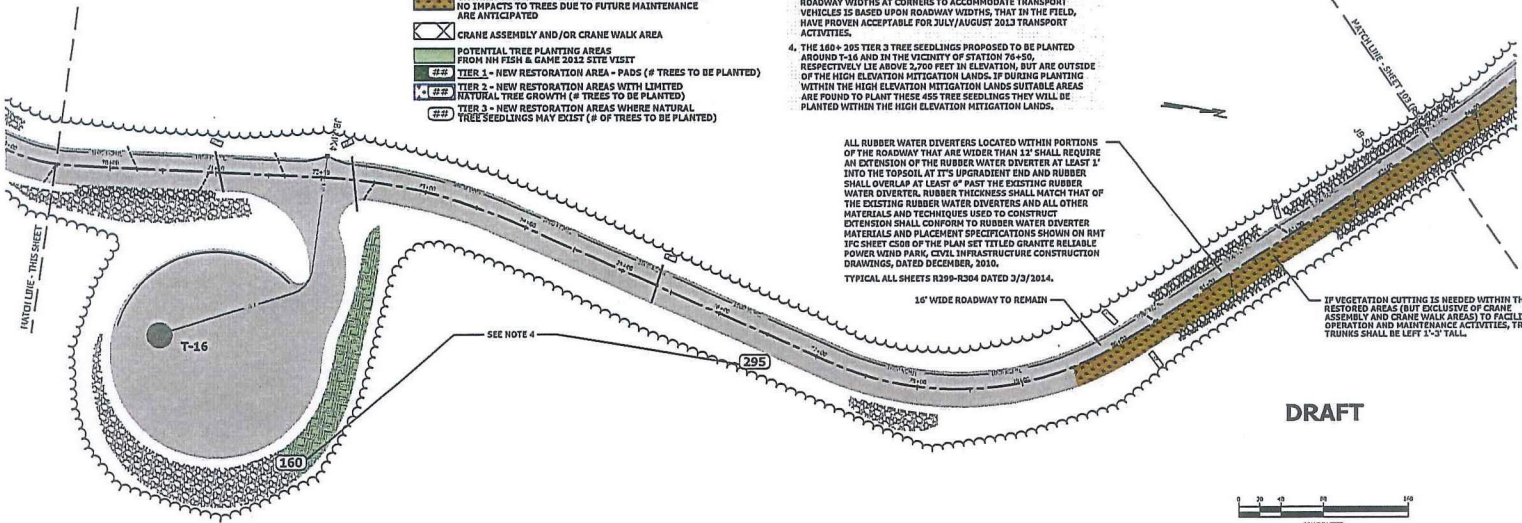 NO IMPACTS TO TREES DUE TO FUTURE MAINTENANCE
ARE ANTICIPATED
CRANE ASSEMBLY AND/OR CRANE WALK AREA
POTENTIAL TREE PLANTING AREAS
FROM NH FISH & GAME 2012 SITE VISIT
## TIER 1 - NEW RESTORATION AREA - PADS (# TREES TO BE PLANTED)
## TIER 2 - NEW RESTORATION AREAS WITH LIMITED
NATURAL TREE GROWTH (# TREES TO BE PLANTED)
## TIER 3 - NEW RESTORATION AREAS WHERE NATURAL
TREE SEEDLINGS MAY EXIST (# OF TREES TO BE PLANTED)
ROADWAY WIDTHS AT CORNERS TO ACCOMMODATE TRANSPORT
VEHICLES IS BASED UPON ROADWAY WIDTHS, THAT IN THE FIELD,
HAVE PROVEN ACCEPTABLE FOR JULY/AUGUST 2013 TRANSPORT
ACTIVITIES.
4. THE 160+ 295 TIER 3 TREE SEEDLINGS PROPOSED TO BE PLANTED
AROUND T-16 AND IN THE VICINITY OF STATION 76+50,
RESPECTIVELY LIE ABOVE 2,700 FEET IN ELEVATION, BUT ARE OUTSIDE
OF THE HIGH ELEVATION MITIGATION LANDS. IF DURING PLANTING
WITHIN THE HIGH ELEVATION MITIGATION LANDS SUITABLE AREAS
ARE FOUND TO PLANT THESE 455 TREE SEEDLINGS THEY WILL BE
PLANTED WITHIN THE HIGH ELEVATION MITIGATION LANDS.
ALL RUBBER WATER DIVERTERS LOCATED WITHIN PORTIONS
OF THE ROADWAY THAT ARE WIDER THAN 12' SHALL REQUIRE
AN EXTENSION OF THE RUBBER WATER DIVERTER AT LEAST 1'
INTO THE TOPSOIL AT IT'S UPGRADIENT END AND RUBBER
SHALL OVERLAP AT LEAST 6" PAST THE EXISTING RUBBER
WATER DIVERTER. RUBBER THICKNESS SHALL MATCH THAT OF
THE EXISTING RUBBER WATER DIVERTERS AND ALL OTHER
MATERIALS AND TECHNIQUES USED TO CONSTRUCT
EXTENSION SHALL CONFORM TO RUBBER WATER DIVERTER
MATERIALS AND PLACEMENT SPECIFICATIONS SHOWN ON RMT
IFC SHEET C508 OF THE PLAN SET TITLED GRANITE RELIABLE
POWER WIND PARK, CIVIL INFRASTRUCTURE CONSTRUCTION
DRAWINGS, DATED DECEMBER, 2010.
TYPICAL ALL SHEETS R299-R304 DATED 3/3/2014.
16' WIDE ROADWAY TO REMAIN
MATCH LINE - SHEET 103
MATCH LINE - THIS SHEET
T-16
SEE NOTE 4
295
160
IF VEGETATION CUTTING IS NEEDED WITHIN
RESTORED AREAS (BUT EXCLUSIVE OF CRANE
ASSEMBLY AND CRANE WALK AREAS) TO
OPERATION AND MAINTENANCE ACTIVITIES,
TRUNKS SHALL BE LEFT 1'-3' TALL.
DRAFT